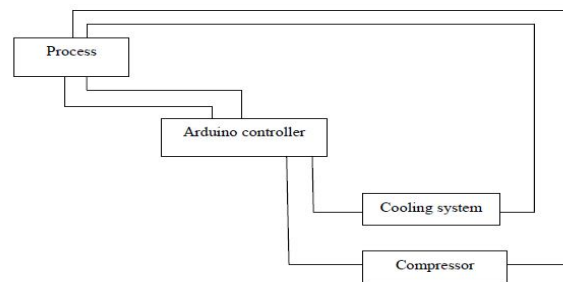 Process
Arduino controller
Cooling system
Compressor